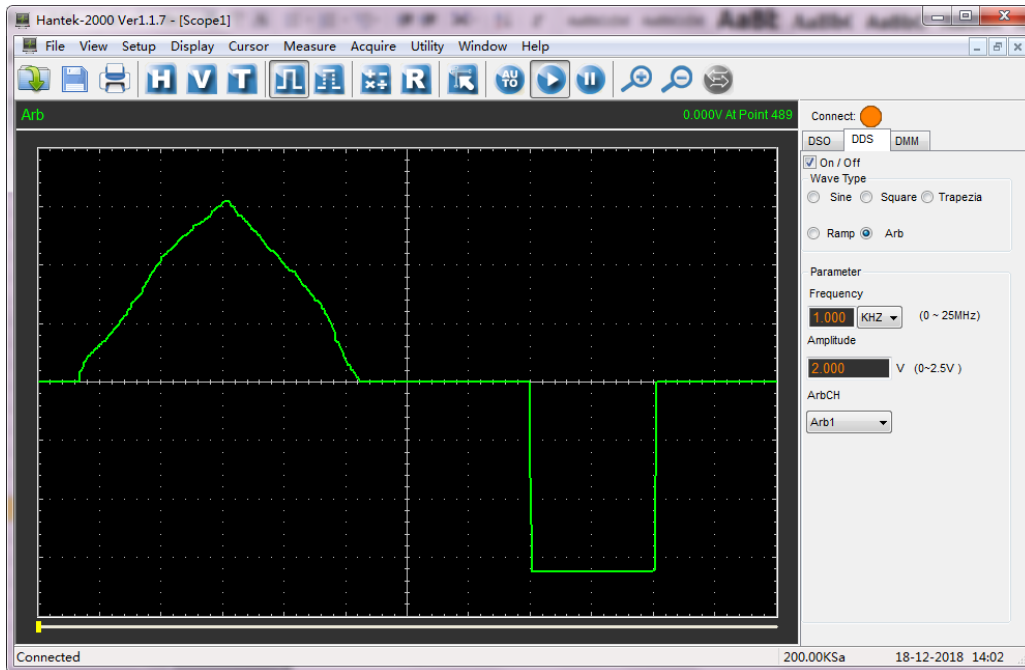 Hantek-2000 Ver1.1.7 - [Scope1]
File View Setup Display Cursor Measure Acquire Utility Window Help
H V T R AUTO
Arb 0.000V At Point 489
Connect:
DSO DDS DMM
On / Off
Wave Type
Sine Square Trapezia
Ramp Arb
Parameter
Frequency
1.000 KHZ (0 ~ 25MHz)
Amplitude
2.000 V (0~2.5V )
ArbCH
Arb1
Connected 200.00KSa 18-12-2018 14:02